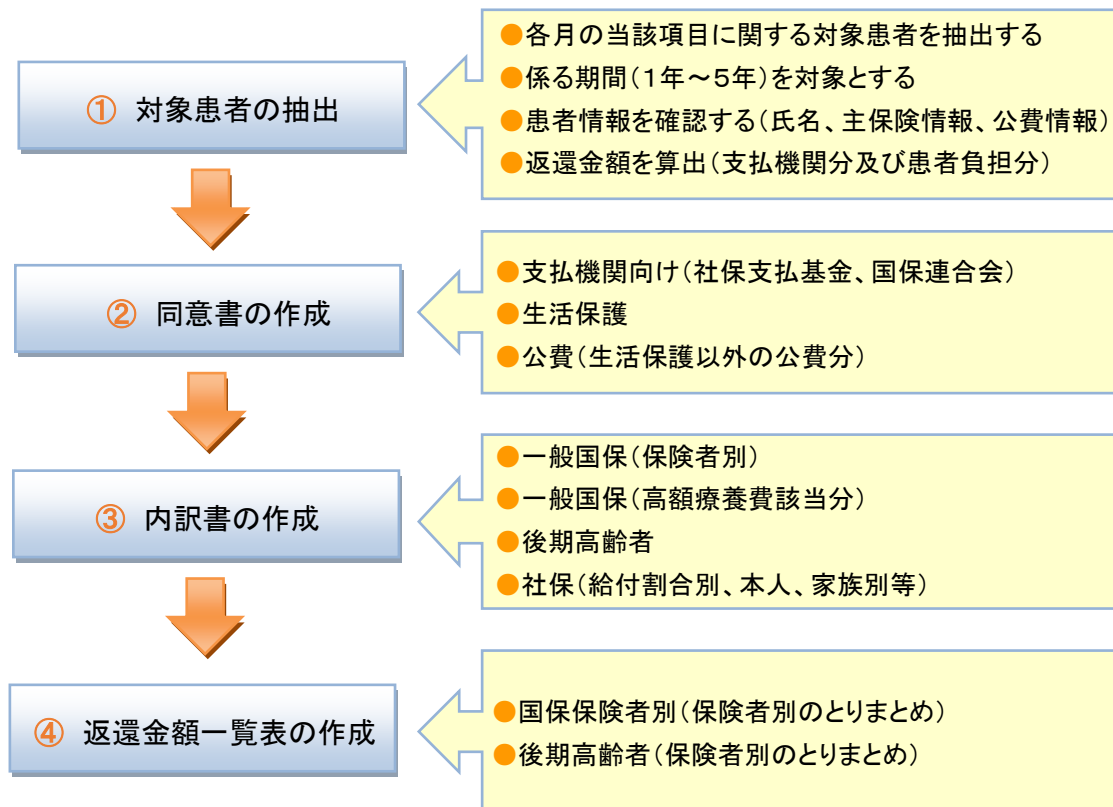 ① 対象患者の抽出
●各月の当該項目に関する対象患者を抽出する
●係る期間(1年～5年)を対象とする
●患者情報を確認する(氏名、主保険情報、公費情報)
●返還金額を算出(支払機関分及び患者負担分)
② 同意書の作成
●支払機関向け(社保支払基金、国保連合会)
●生活保護
●公費(生活保護以外の公費分)
③ 内訳書の作成
●一般国保(保険者別)
●一般国保(高額療養費該当分)
●後期高齢者
●社保(給付割合別、本人、家族別等)
④ 返還金額一覧表の作成
●国保保険者別(保険者別のとりまとめ)
●後期高齢者(保険者別のとりまとめ)